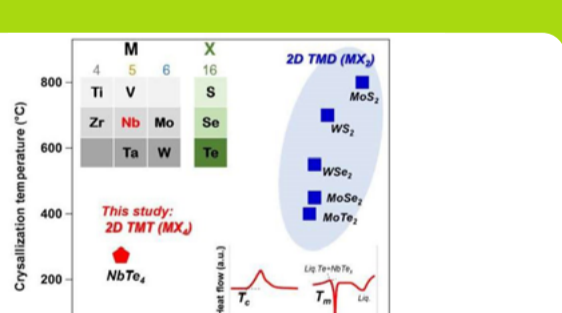 M X
4 5 6 16
2D TMD (MX₂)
Ti V S
Zr Nb Mo Se
Ta W Te
Crysallization temperature (°C)
800
600
400
200
MoS₂
WS₂
WSe₂
MoSe₂
MoTe₂
This study:
2D TMT (MX₄)
NbTe₄
Heat flow (a.u.)
Tc
Liq.Te+NbTe₄
Tm
Liq.